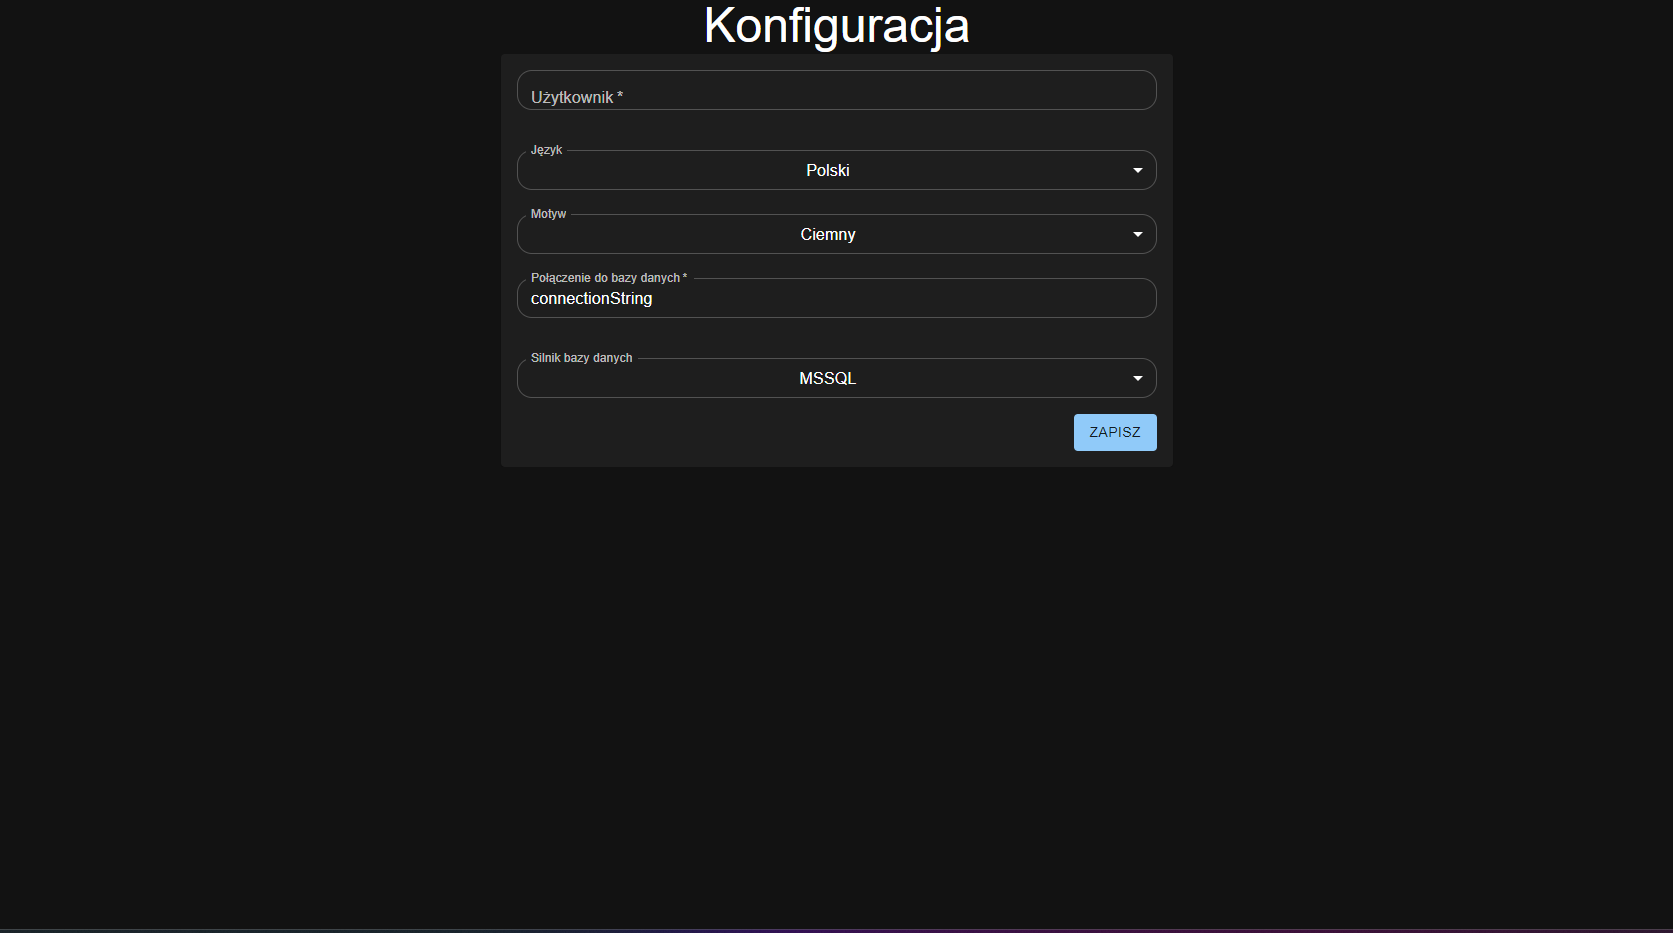 Konfiguracja
Użytkownik *
Język
Polski
Motyw
Ciemny
Połączenie do bazy danych *
connectionString
Silnik bazy danych
MSSQL
ZAPISZ